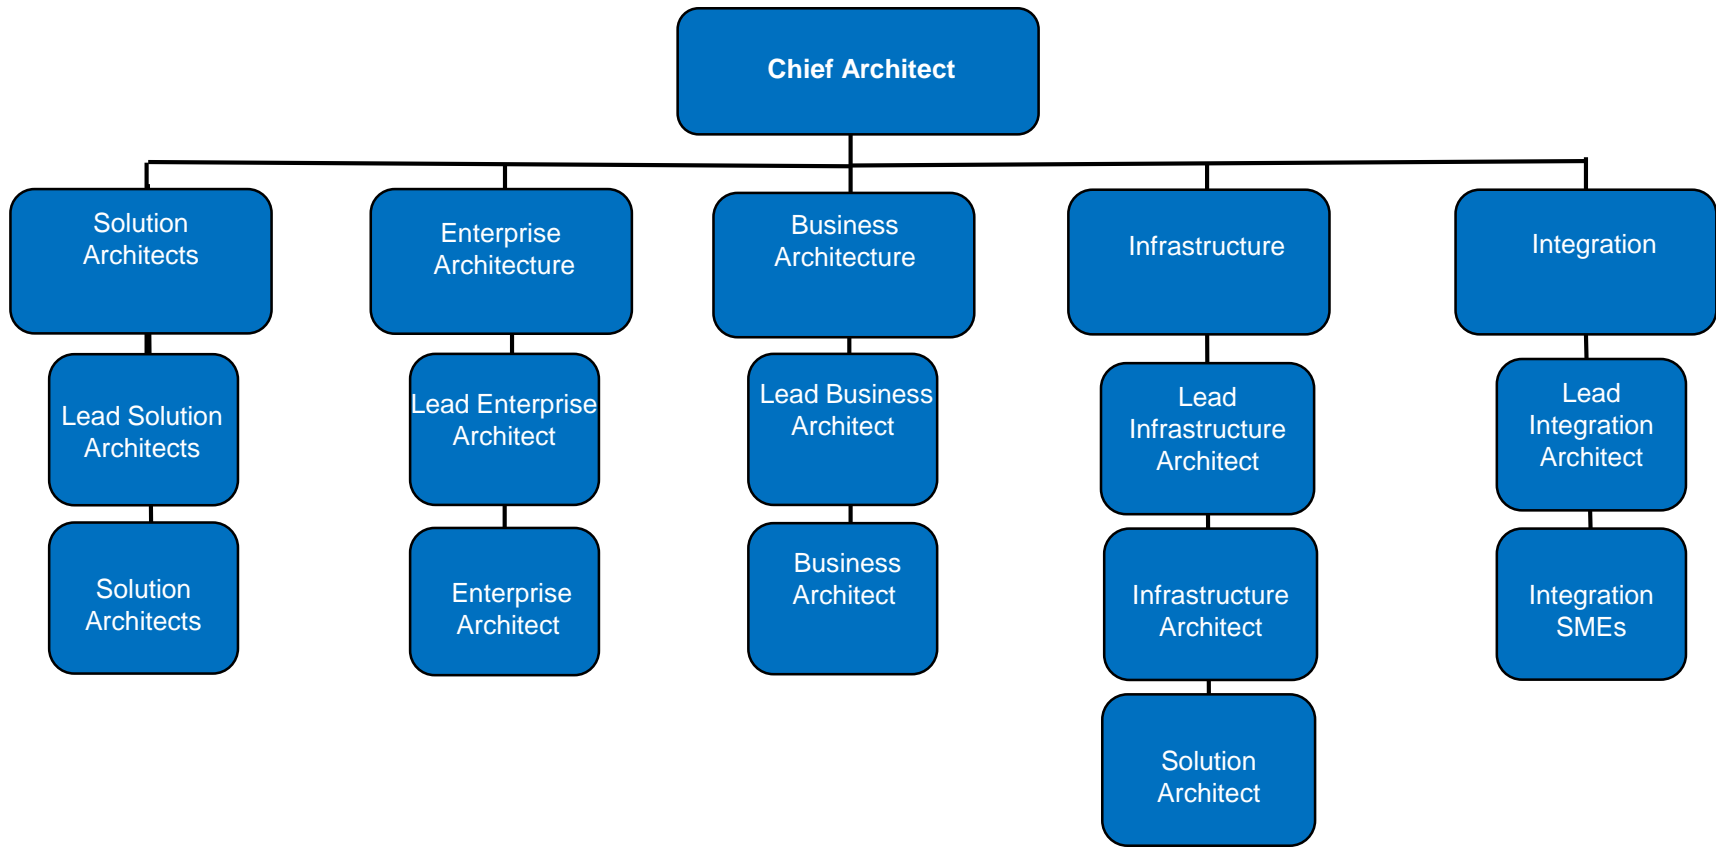 Chief Architect
Solution
Architects
Enterprise
Architecture
Business
Architecture
Infrastructure
Integration
Lead Solution
Architects
Lead Enterprise
Architect
Lead Business
Architect
Lead
Infrastructure
Architect
Lead
Integration
Architect
Solution
Architects
Enterprise
Architect
Business
Architect
Infrastructure
Architect
Integration
SMEs
Solution
Architect